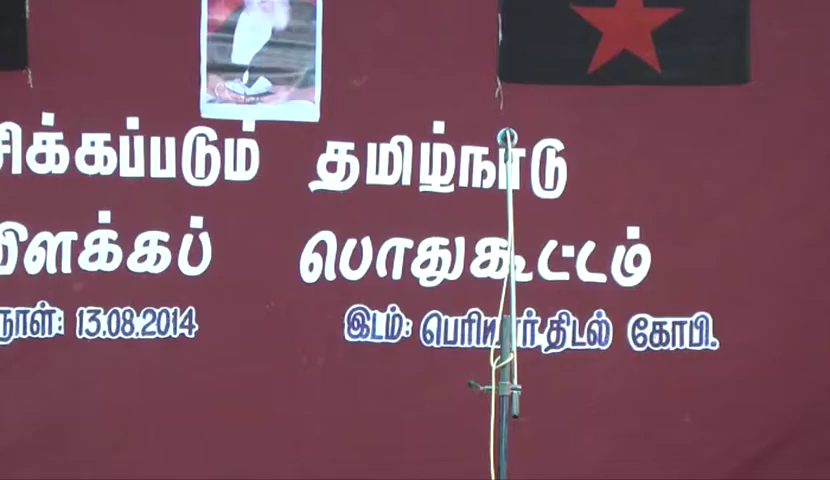 சிக்கப்படும் தமிழ்நாடு
விளக்கப் பொதுகூட்டம்
நாள்: 13.08.2014 இடம்: பெரியார் திடல் கோபி.